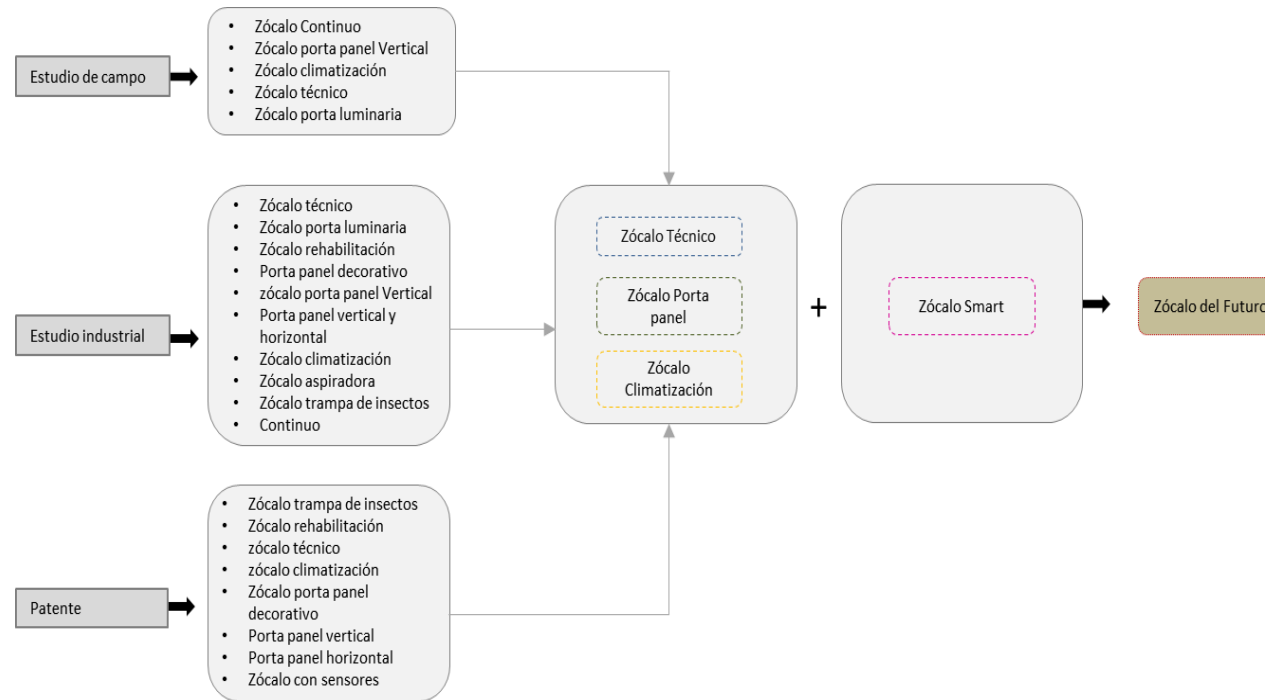 Estudio de campo
Zócalo Continuo
Zócalo porta panel Vertical
Zócalo climatización
Zócalo técnico
Zócalo porta luminaria
Estudio industrial
Zócalo técnico
Zócalo porta luminaria
Zócalo rehabilitación
Porta panel decorativo
zócalo porta panel Vertical
Porta panel vertical y
horizontal
Zócalo climatización
Zócalo aspiradora
Zócalo trampa de insectos
Continuo
Patente
Zócalo trampa de insectos
Zócalo rehabilitación
zócalo técnico
zócalo climatización
Zócalo porta panel
decorativo
Porta panel vertical
Porta panel horizontal
Zócalo con sensores
Zócalo Técnico
Zócalo Porta
panel
Zócalo
Climatización
+
Zócalo Smart
Zócalo del Futuro